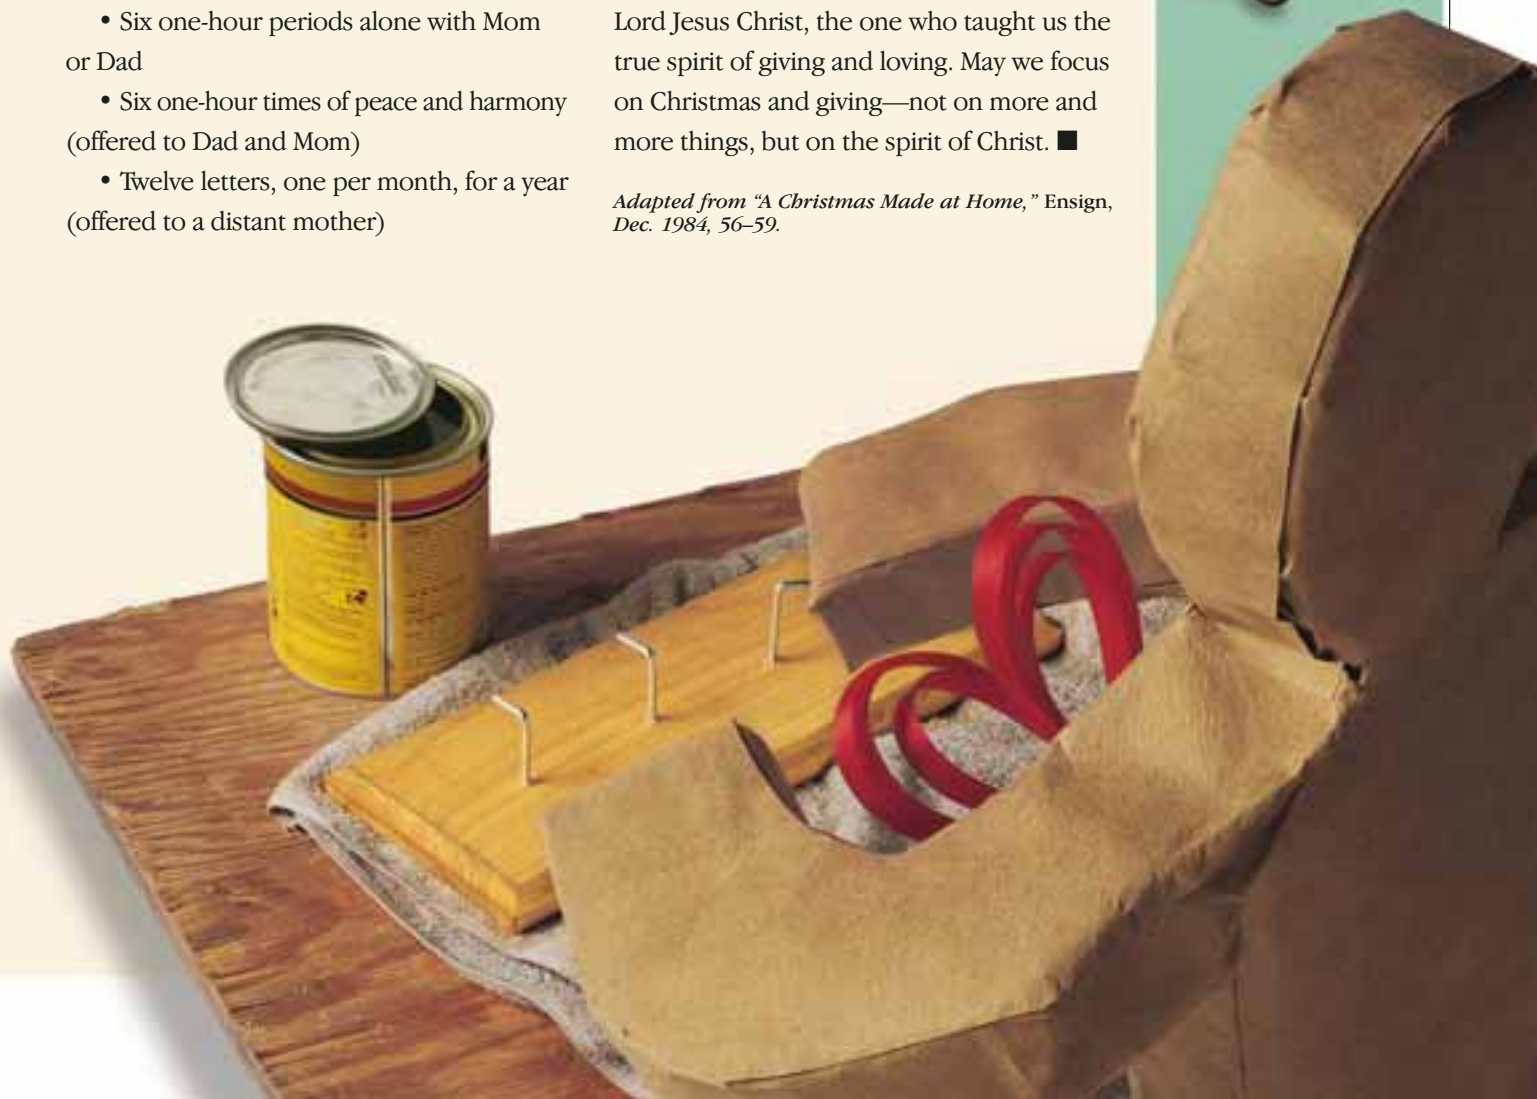 • Six one-hour periods alone with Mom
or Dad
• Six one-hour times of peace and harmony
(offered to Dad and Mom)
• Twelve letters, one per month, for a year
(offered to a distant mother)
Lord Jesus Christ, the one who taught us the
true spirit of giving and loving. May we focus
on Christmas and giving—not on more and
more things, but on the spirit of Christ. ■
Adapted from “A Christmas Made at Home,” Ensign,
Dec. 1984, 56–59.